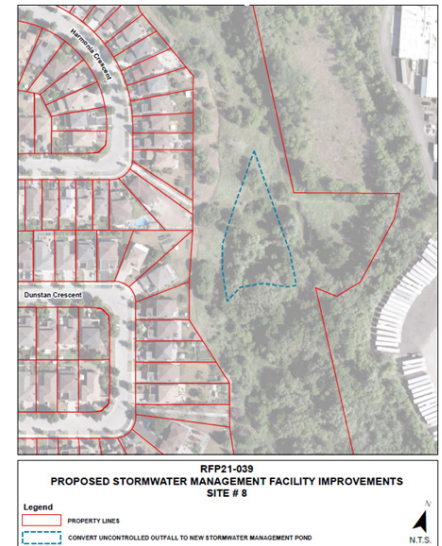 Harmonia Crescent
Dunstan Crescent
RFP21-039
PROPOSED STORMWATER MANAGEMENT FACILITY IMPROVEMENTS
SITE # 8
Legend
PROPERTY LINES
CONVERT UNCONTROLLED OUTFALL TO NEW STORMWATER MANAGEMENT POND
N
N.T.S.